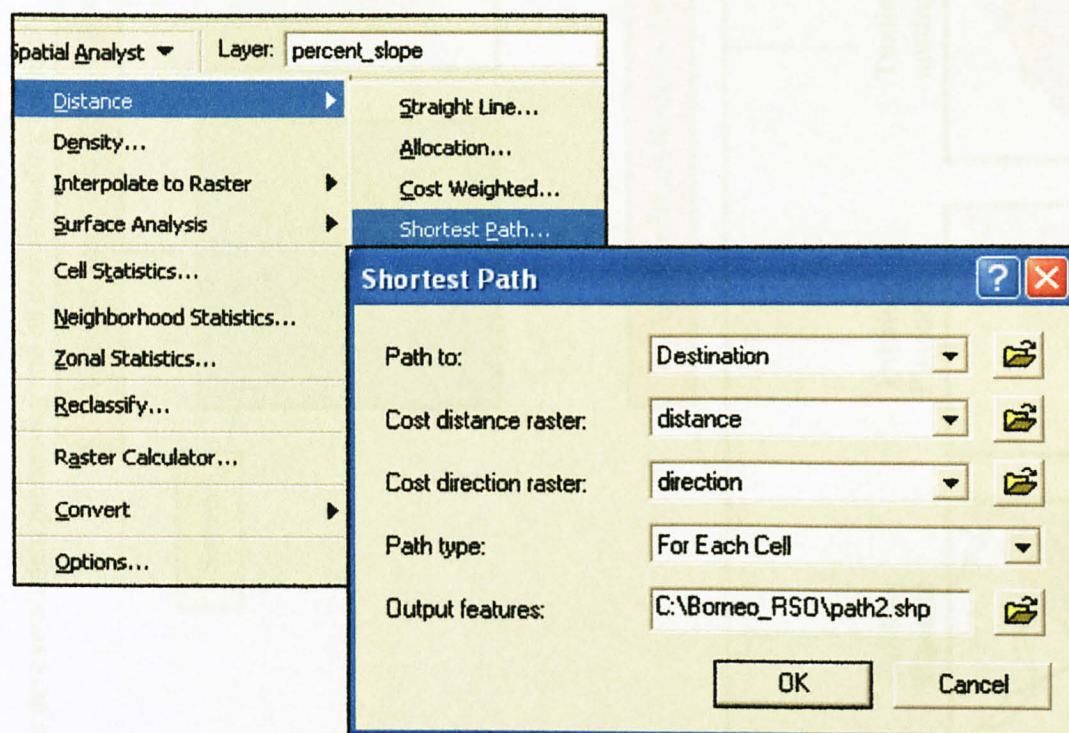 Spatial Analyst Layer: percent_slope
Distance
Density...
Interpolate to Raster
Surface Analysis
Cell Statistics...
Neighborhood Statistics...
Zonal Statistics...
Reclassify...
Raster Calculator...
Convert
Options...
Straight Line...
Allocation...
Cost Weighted...
Shortest Path...
Shortest Path
Path to: Destination
Cost distance raster: distance
Cost direction raster: direction
Path type: For Each Cell
Output features: C:\Borneo_RSO\path2.shp
OK Cancel